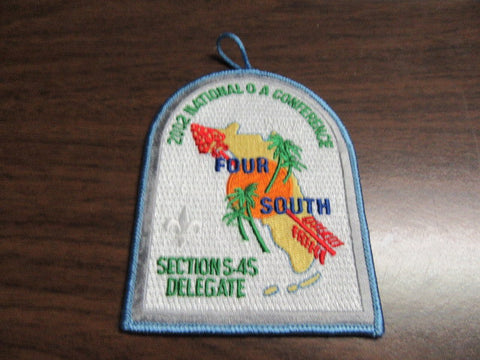 2002 NATIONAL O A CONFERENCE
FOUR
SOUTH
SECTION S-4S
DELEGATE